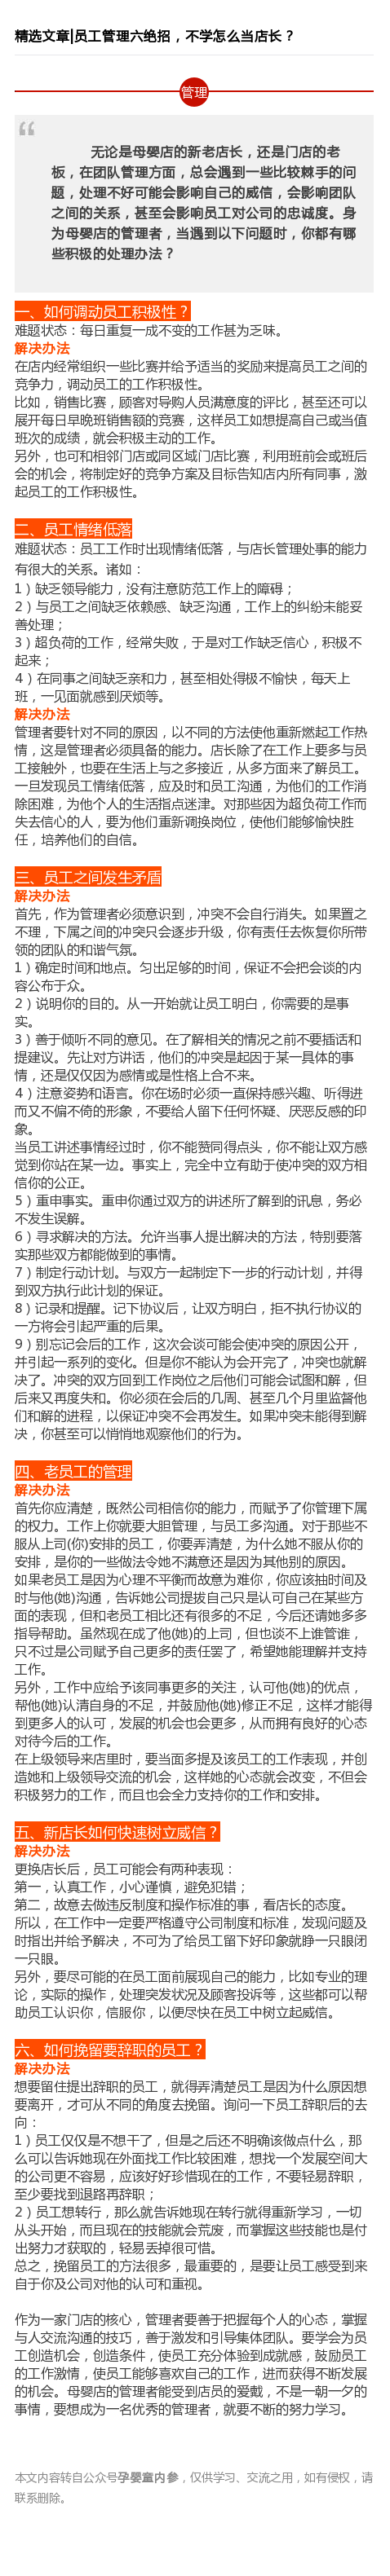 精选文章|员工管理六绝招，不学怎么当店长？
管理
无论是母婴店的新老店长，还是门店的老
板，在团队管理方面，总会遇到一些比较棘手的问
题，处理不好可能会影响自己的威信，会影响团队
之间的关系，甚至会影响员工对公司的忠诚度。身
为母婴店的管理者，当遇到以下问题时，你都有哪
些积极的处理办法？
一、如何调动员工积极性？
难题状态：每日重复一成不变的工作甚为乏味。
解决办法
在店内经常组织一些比赛并给予适当的奖励来提高员工之间的
竞争力，调动员工的工作积极性。
比如，销售比赛，顾客对导购人员满意度的评比，甚至还可以
展开每日早晚班销售额的竞赛，这样员工如想提高自己或当值
班次的成绩，就会积极主动的工作。
另外，也可和相邻门店或同区域门店比赛，利用班前会或班后
会的机会，将制定好的竞争方案及目标告知店内所有同事，激
起员工的工作积极性。
二、员工情绪低落
难题状态：员工工作时出现情绪低落，与店长管理处事的能力
有很大的关系。诸如：
1）缺乏领导能力，没有注意防范工作上的障碍；
2）与员工之间缺乏依赖感、缺乏沟通，工作上的纠纷未能妥
善处理；
3）超负荷的工作，经常失败，于是对工作缺乏信心，积极不
起来；
4）在同事之间缺乏亲和力，甚至相处得极不愉快，每天上
班，一见面就感到厌烦等。
解决办法
管理者要针对不同的原因，以不同的方法使他重新燃起工作热
情，这是管理者必须具备的能力。店长除了在工作上要多与员
工接触外，也要在生活上与之多接近，从多方面来了解员工。
一旦发现员工情绪低落，应及时和员工沟通，为他们的工作消
除困难，为他个人的生活指点迷津。对那些因为超负荷工作而
失去信心的人，要为他们重新调换岗位，使他们能够愉快胜
任，培养他们的自信。
三、员工之间发生矛盾
解决办法
首先，作为管理者必须意识到，冲突不会自行消失。如果置之
不理，下属之间的冲突只会逐步升级，你有责任去恢复你所带
领的团队的和谐气氛。
1）确定时间和地点。匀出足够的时间，保证不会把会谈的内
容公布于众。
2）说明你的目的。从一开始就让员工明白，你需要的是事
实。
3）善于倾听不同的意见。在了解相关的情况之前不要插话和
提建议。先让对方讲话，他们的冲突是起因于某一具体的事
情，还是仅仅因为感情或是性格上合不来。
4）注意姿势和语言。你在场时必须一直保持感兴趣、听得进
而又不偏不倚的形象，不要给人留下任何怀疑、厌恶反感的印
象。
当员工讲述事情经过时，你不能赞同得点头，你不能让双方感
觉到你站在某一边。事实上，完全中立有助于使冲突的双方相
信你的公正。
5）重申事实。重申你通过双方的讲述所了解到的讯息，务必
不发生误解。
6）寻求解决的方法。允许当事人提出解决的方法，特别要落
实那些双方都能做到的事情。
7）制定行动计划。与双方一起制定下一步的行动计划，并得
到双方执行此计划的保证。
8）记录和提醒。记下协议后，让双方明白，拒不执行协议的
一方将会引起严重的后果。
9）别忘记会后的工作，这次会谈可能会使冲突的原因公开，
并引起一系列的变化。但是你不能认为会开完了，冲突也就解
决了。冲突的双方回到工作岗位之后他们可能会试图和解，但
后来又再度失和。你必须在会后的几周、甚至几个月里监督他
们和解的进程，以保证冲突不会再发生。如果冲突未能得到解
决，你甚至可以悄悄地观察他们的行为。
四、老员工的管理
解决办法
首先你应清楚，既然公司相信你的能力，而赋予了你管理下属
的权力。工作上你就要大胆管理，与员工多沟通。对于那些不
服从上司(你)安排的员工，你要弄清楚，为什么她不服从你的
安排，是你的一些做法令她不满意还是因为其他别的原因。
如果老员工是因为心理不平衡而故意为难你，你应该抽时间及
时与他(她)沟通，告诉她公司提拔自己只是认可自己在某些方
面的表现，但和老员工相比还有很多的不足，今后还请她多多
指导帮助。虽然现在成了他(她)的上司，但也谈不上谁管谁，
只不过是公司赋予自己更多的责任罢了，希望她能理解并支持
工作。
另外，工作中应给予该同事更多的关注，认可他(她)的优点，
帮他(她)认清自身的不足，并鼓励他(她)修正不足，这样才能得
到更多人的认可，发展的机会也会更多，从而拥有良好的心态
对待今后的工作。
在上级领导来店里时，要当面多提及该员工的工作表现，并创
造她和上级领导交流的机会，这样她的心态就会改变，不但会
积极努力的工作，而且也会全力支持你的工作和安排。
五、新店长如何快速树立威信？
解决办法
更换店长后，员工可能会有两种表现：
第一，认真工作，小心谨慎，避免犯错；
第二，故意去做违反制度和操作标准的事，看店长的态度。
所以，在工作中一定要严格遵守公司制度和标准，发现问题及
时指出并给予解决，不可为了给员工留下好印象就睁一只眼闭
一只眼。
另外，要尽可能的在员工面前展现自己的能力，比如专业的理
论，实际的操作，处理突发状况及顾客投诉等，这些都可以帮
助员工认识你，信服你，以便尽快在员工中树立起威信。
六、如何挽留要辞职的员工？
解决办法
想要留住提出辞职的员工，就得弄清楚员工是因为什么原因想
要离开，才可从不同的角度去挽留。询问一下员工辞职后的去
向：
1）员工仅仅是不想干了，但是之后还不明确该做点什么，那
么可以告诉她现在外面找工作比较困难，想找一个发展空间大
的公司更不容易，应该好好珍惜现在的工作，不要轻易辞职，
至少要找到退路再辞职；
2）员工想转行，那么就告诉她现在转行就得重新学习，一切
从头开始，而且现在的技能就会荒废，而掌握这些技能也是付
出努力才获取的，轻易丢掉很可惜。
总之，挽留员工的方法很多，最重要的，是要让员工感受到来
自于你及公司对他的认可和重视。
作为一家门店的核心，管理者要善于把握每个人的心态，掌握
与人交流沟通的技巧，善于激发和引导集体团队。要学会为员
工创造机会，创造条件，使员工充分体验到成就感，鼓励员工
的工作激情，使员工能够喜欢自己的工作，进而获得不断发展
的机会。母婴店的管理者能受到店员的爱戴，不是一朝一夕的
事情，要想成为一名优秀的管理者，就要不断的努力学习。
本文内容转自公众号孕婴童内参，仅供学习、交流之用，如有侵权，请
联系删除。